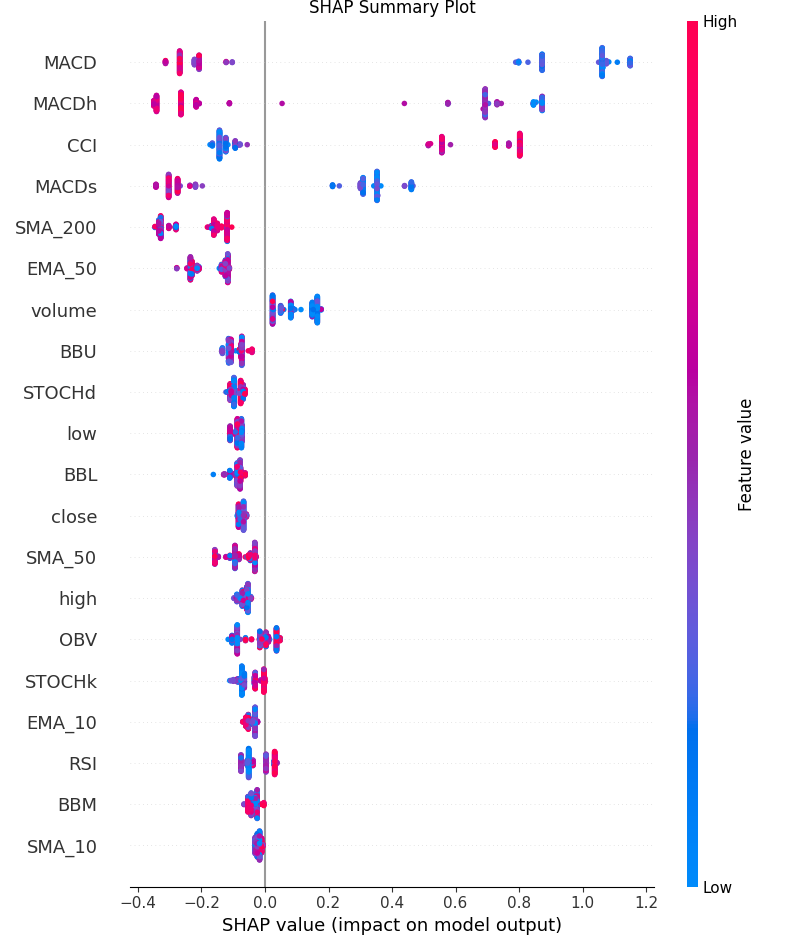 SHAP Summary Plot
High
MACD
MACDh
CCI
MACDs
SMA_200
EMA_50
volume
BBU
STOCHd
low
BBL
close
SMA_50
high
OBV
STOCHk
EMA_10
RSI
BBM
SMA_10
Feature value
Low
−0.4 −0.2 0.0 0.2 0.4 0.6 0.8 1.0 1.2
SHAP value (impact on model output)